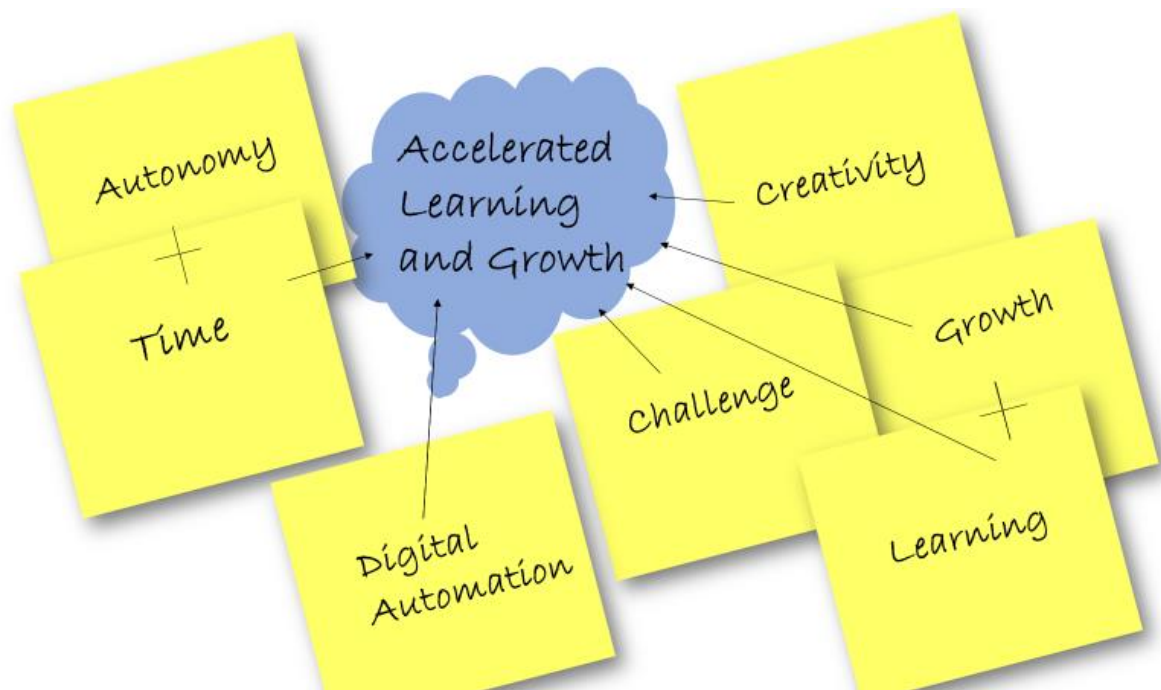 Autonomy
+
Time
Accelerated
Learning
and Growth
Creativity
Growth
+
Learning
Challenge
Digital
Automation